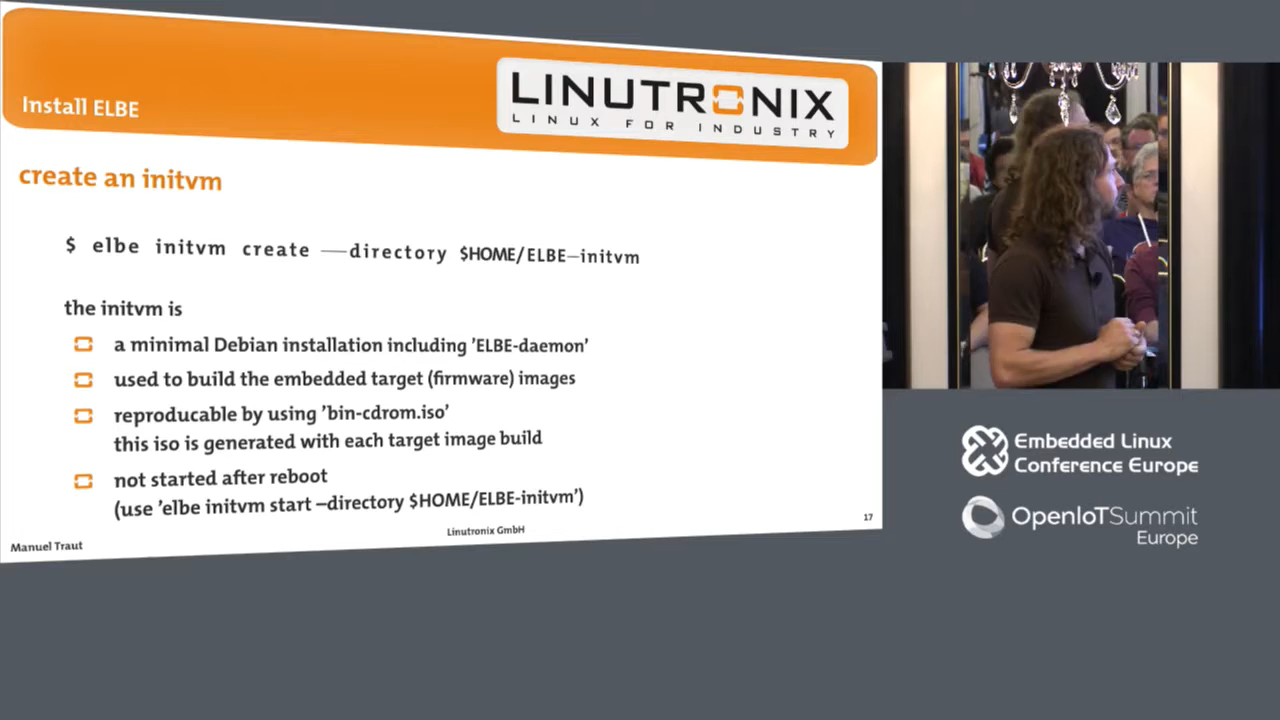 Install ELBE
LINUTRONIX
LINUX FOR INDUSTRY
create an initvm
$ elbe initvm create ––directory $HOME/ELBE–initvm
the initvm is
a minimal Debian installation including ’ELBE-daemon’
used to build the embedded target (firmware) images
reproducable by using ’bin-cdrom.iso’
this iso is generated with each target image build
not started after reboot
(use ’elbe initvm start –directory $HOME/ELBE-initvm’)
Manuel Traut
Linutronix GmbH
17
Embedded Linux
Conference Europe
OpenIoTSummit
Europe